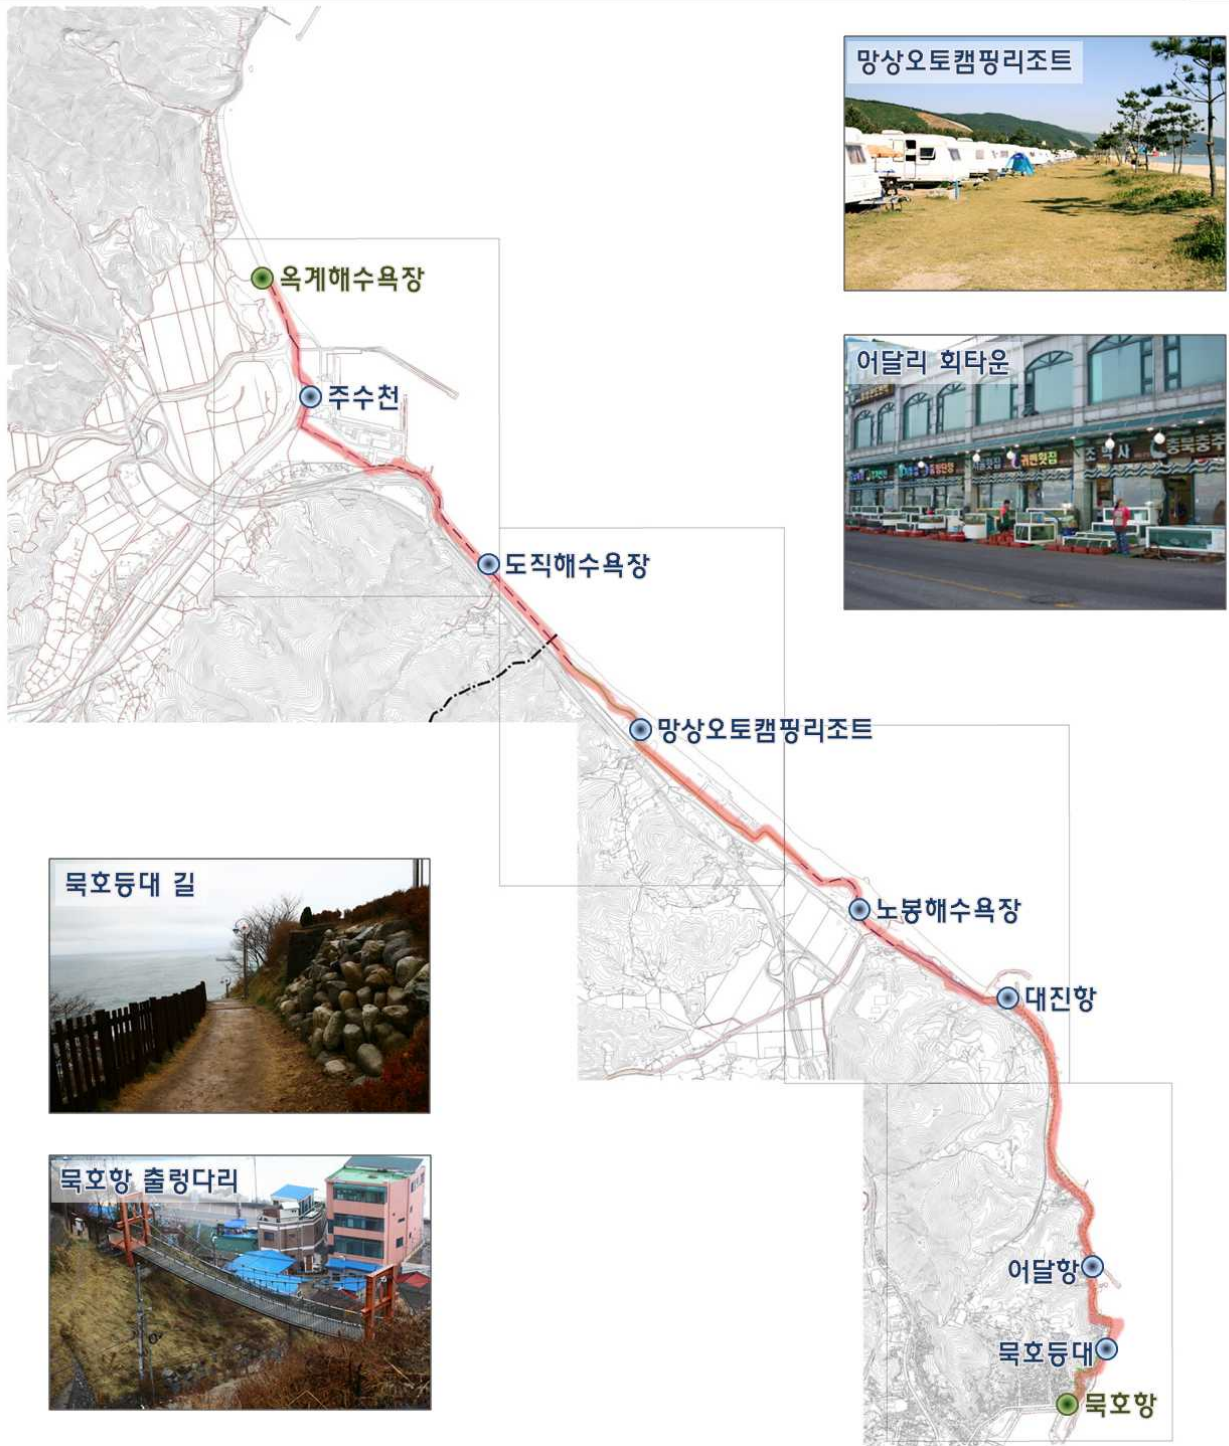 망상오토캠핑리조트
어달리 회타운
옥계해수욕장
주수천
도직해수욕장
망상오토캠핑리조트
노봉해수욕장
대진항
어달항
묵호등대
묵호항
묵호등대 길
묵호항 출렁다리